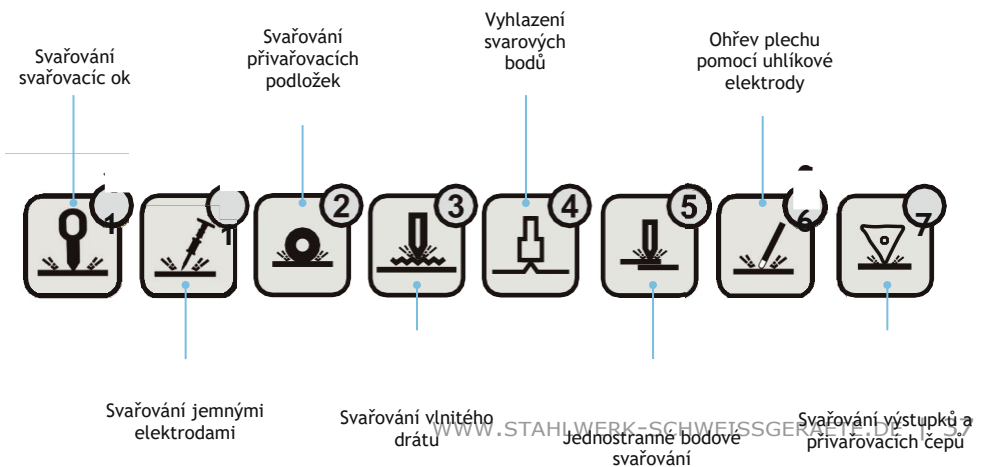 Svařování
svařovacíc ok
Svařování
přivařovacích
podložek
Vyhlazení
svarových
bodů
Ohřev plechu
pomocí uhlíkové
elektrody
1
1
2
3
4
5
6
7
Svařování jemnými
elektrodami
Svařování vlnitého
drátu
Jednostranné bodové
svařování
Svařování výstupků a
přivařovacích čepů
WWW.STAHLWERK-SCHWEISSGERAETE.DE | 37